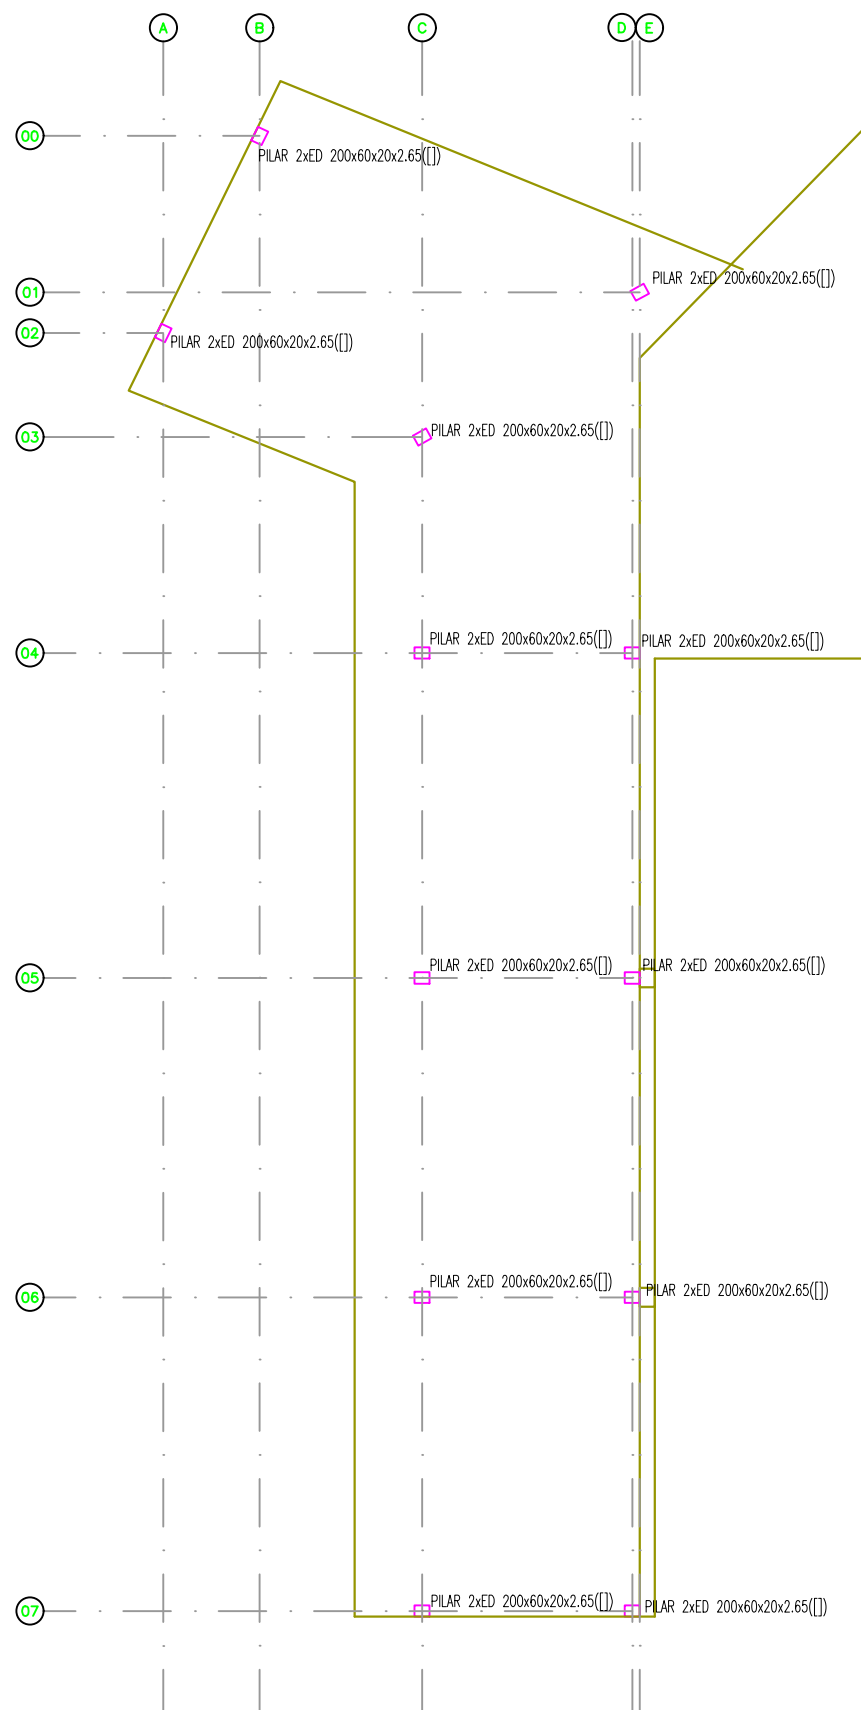 A B C D E
00
PILAR 2xED 200x60x20x2.65([])
01
PILAR 2xED 200x60x20x2.65([])
02
PILAR 2xED 200x60x20x2.65([])
03
PILAR 2xED 200x60x20x2.65([])
04
PILAR 2xED 200x60x20x2.65([]) PILAR 2xED 200x60x20x2.65([])
05
PILAR 2xED 200x60x20x2.65([]) PILAR 2xED 200x60x20x2.65([])
06
PILAR 2xED 200x60x20x2.65([]) PILAR 2xED 200x60x20x2.65([])
07
PILAR 2xED 200x60x20x2.65([]) PILAR 2xED 200x60x20x2.65([])